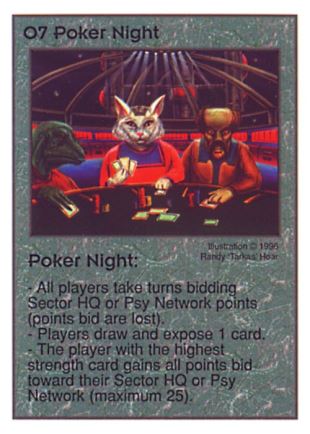 07 Poker Night
Illustration © 1996
Randy 'Tarkas' Hoar
Poker Night:
- All players take turns bidding
Sector HQ or Psy Network points
(points bid are lost).
- Players draw and expose 1 card.
- The player with the highest
strength card gains all points bid
toward their Sector HQ or Psy
Network (maximum 25).